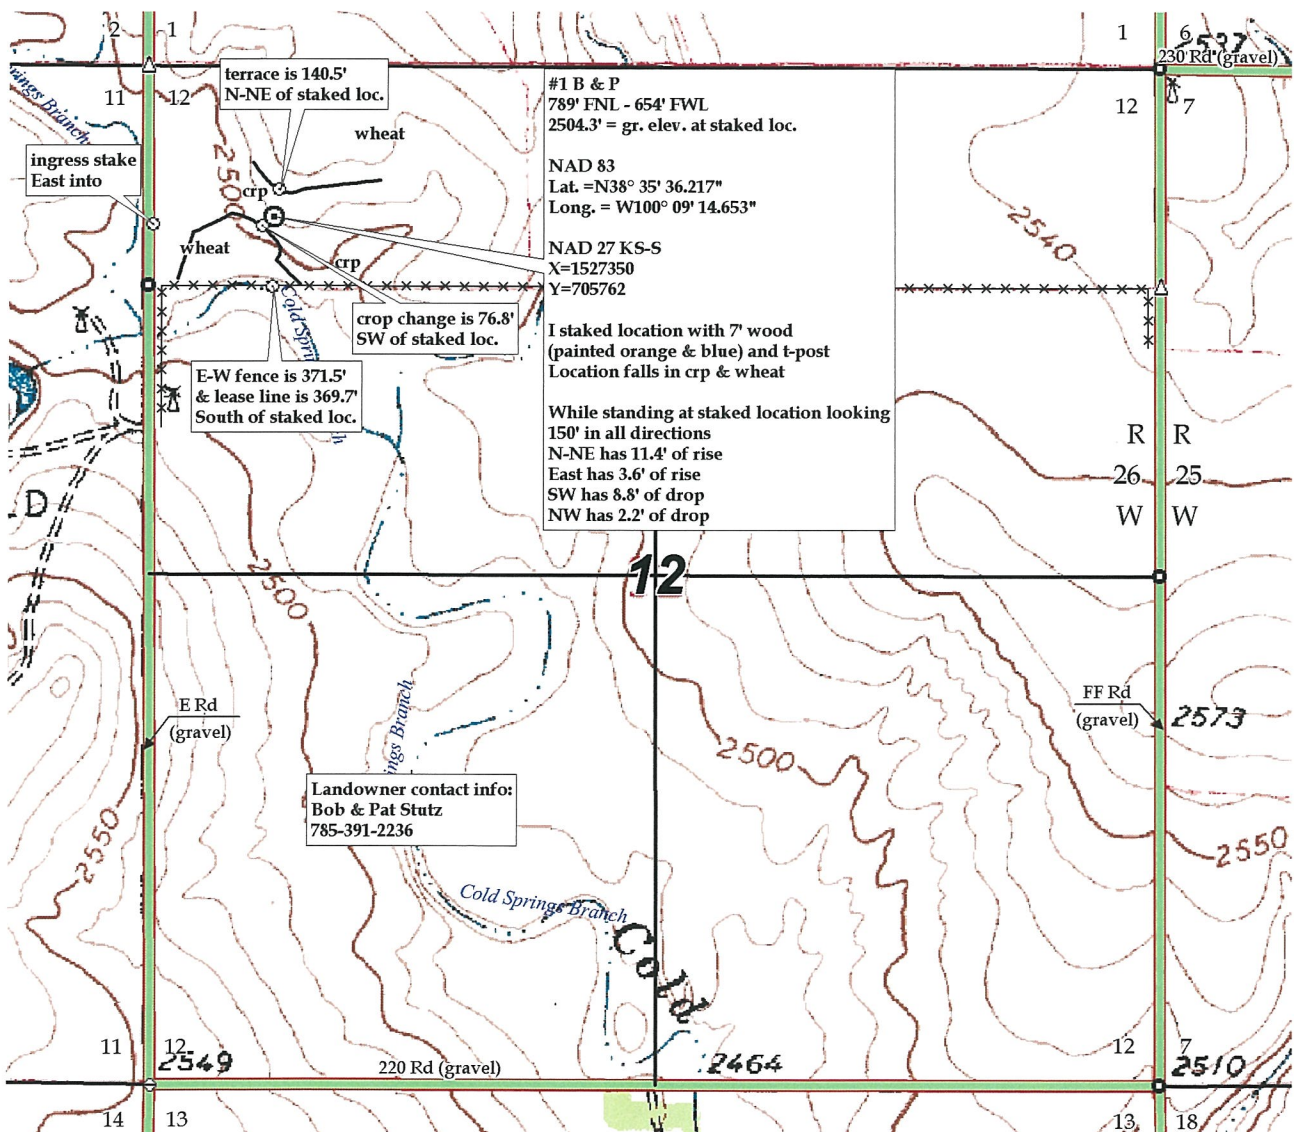 2 1
1 6
2537
230 Rd (gravel)
11 12
12 7
terrace is 140.5'
N-NE of staked loc.
wheat
ingress stake
East into
2500
crp
wheat
crp
#1 B & P
789' FNL - 654' FWL
2504.3' = gr. elev. at staked loc.
NAD 83
Lat. =N38° 35' 36.217"
Long. = W100° 09' 14.653"
NAD 27 KS-S
X=1527350
Y=705762
I staked location with 7' wood
(painted orange & blue) and t-post
Location falls in crp & wheat
While standing at staked location looking
150' in all directions
N-NE has 11.4' of rise
East has 3.6' of rise
SW has 8.8' of drop
NW has 2.2' of drop
2540
crop change is 76.8'
SW of staked loc.
E-W fence is 371.5'
& lease line is 369.7'
South of staked loc.
R R
26 25
W W
D
12
2500
E Rd
(gravel)
Landowner contact info:
Bob & Pat Stutz
785-391-2236
2500
FF Rd
(gravel)
2573
2550
2550
Cold Springs Branch
Cold
11 12
2549
220 Rd (gravel)
2464
12 7
2510
14 13
13 18